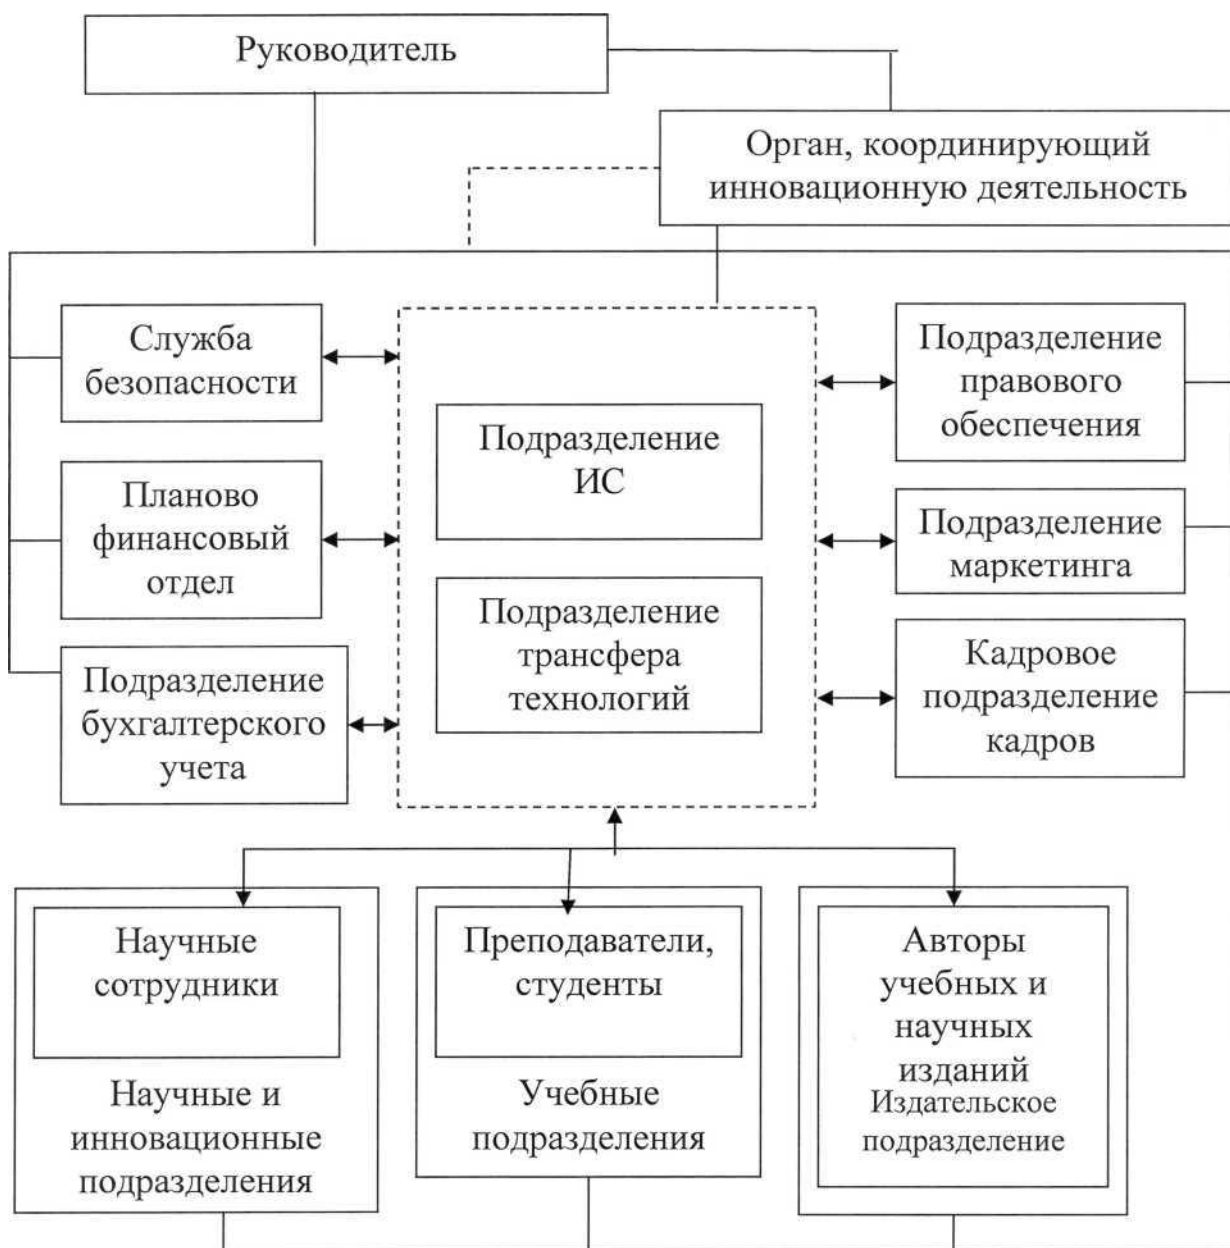 Руководитель
Орган, координирующий
инновационную деятельность
Служба
безопасности
Планово
финансовый
отдел
Подразделение
бухгалтерского
учета
Подразделение
ИС
Подразделение
трансфера
технологий
Подразделение
правового
обеспечения
Подразделение
маркетинга
Кадровое
подразделение
кадров
Научные
сотрудники
Научные и
инновационные
подразделения
Преподаватели,
студенты
Учебные
подразделения
Авторы
учебных и
научных
изданий
Издательское
подразделение